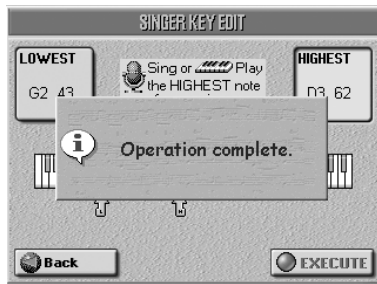 SINGER KEY EDIT
LOWEST
HIGHEST
Sing or Play
the HIGHEST note
G2 43
D3 62
Operation complete.
L
H
Back
EXECUTE